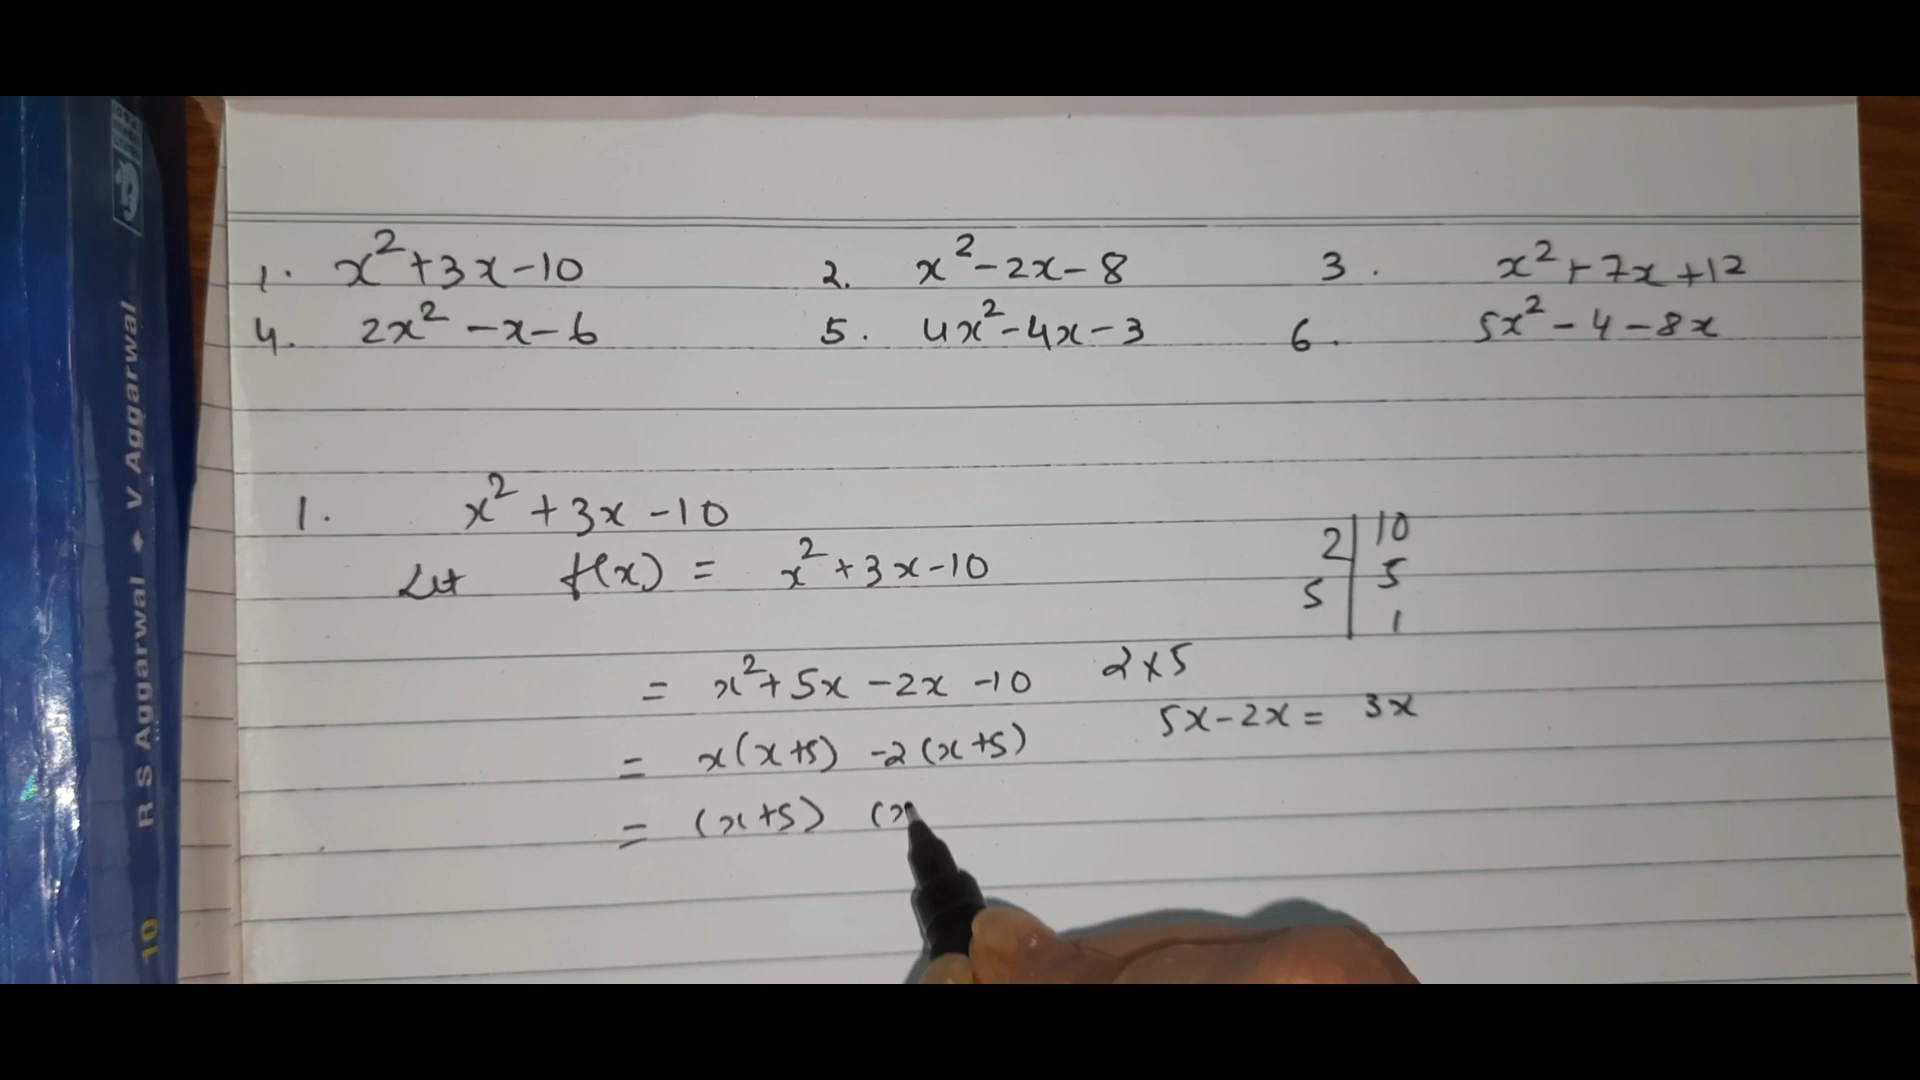 1. x²+3x-10 2. x²-2x-8 3. x²+7x+12
4. 2x²-x-6 5. 4x²-4x-3 6. 5x²-4-8x
1. x²+3x-10
Let f(x) = x²+3x-10
2 | 10
5 | 5
1
= x²+5x-2x-10 2x5
5x-2x= 3x
= x(x+5) -2(x+5)
= (x+5) (x
R S Aggarwal ♦ V Aggarwal
10